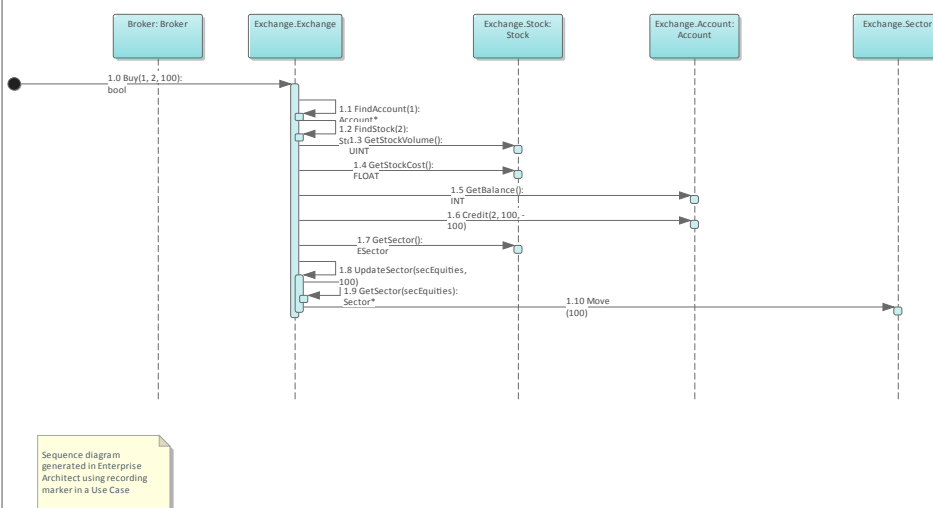 Broker: Broker
Exchange.Exchange
Exchange.Stock:
Stock
Exchange.Account:
Account
Exchange.Sector
1.0 Buy(1, 2, 100):
bool
1.1 FindAccount(1):
Account*
1.2 FindStock(2):
1.3 GetStockVolume():
UINT
1.4 GetStockCost():
FLOAT
1.5 GetBalance():
INT
1.6 Credit(2, 100, -
100)
1.7 GetSector():
ESector
1.8 UpdateSector(secEquities,
100)
1.9 GetSector(secEquities):
Sector*
1.10 Move
(100)
Sequence diagram
generated in Enterprise
Architect using recording
marker in a Use Case